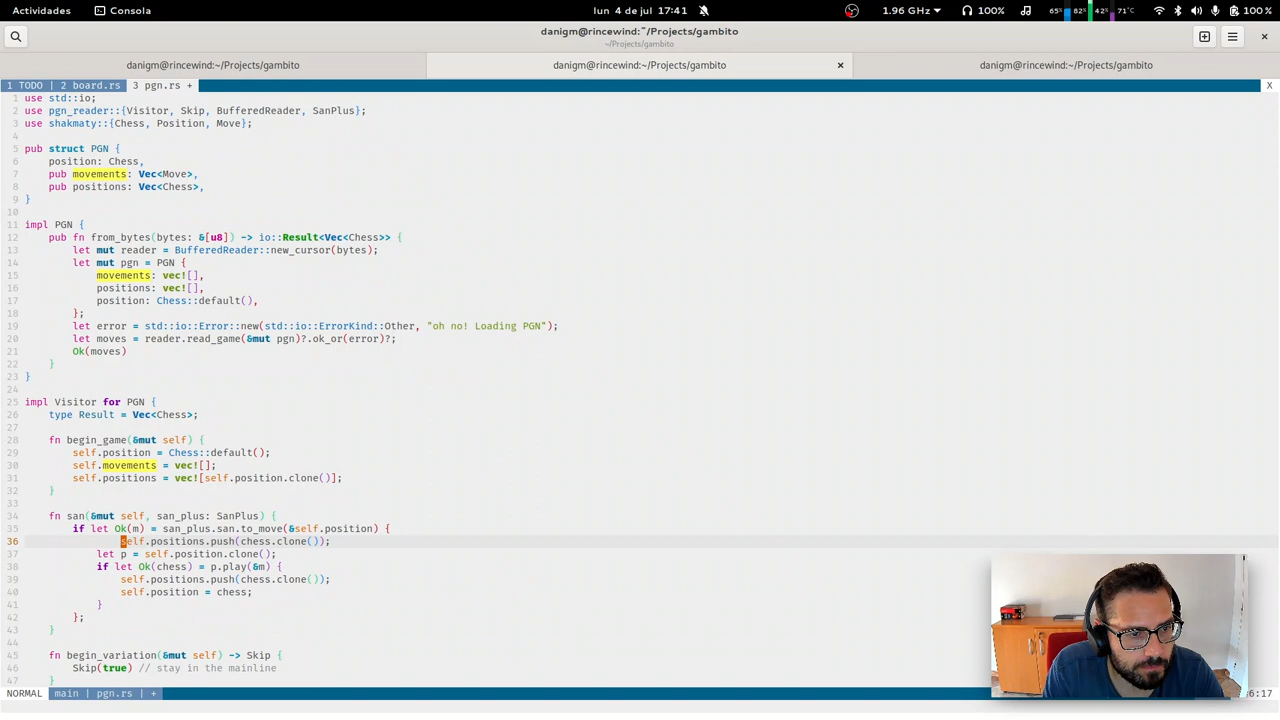 Actividades Consola lun 4 de jul 17:41 1.96 GHz 100% 65% 82% 42% 71°C 100 %
danigm@rincewind:~/Projects/gambito
~/Projects/gambito
danigm@rincewind:~/Projects/gambito danigm@rincewind:~/Projects/gambito × danigm@rincewind:~/Projects/gambito
1 TODO | 2 board.rs 3 pgn.rs + X
1 use std::io;
2 use pgn_reader::{Visitor, Skip, BufferedReader, SanPlus};
3 use shakmaty::{Chess, Position, Move};
4
5 pub struct PGN {
6     position: Chess,
7     pub movements: Vec<Move>,
8     pub positions: Vec<Chess>,
9 }
10
11 impl PGN {
12     pub fn from_bytes(bytes: &[u8]) -> io::Result<Vec<Chess>> {
13         let mut reader = BufferedReader::new_cursor(bytes);
14         let mut pgn = PGN {
15             movements: vec![],
16             positions: vec![],
17             position: Chess::default(),
18         };
19         let error = std::io::Error::new(std::io::ErrorKind::Other, "oh no! Loading PGN");
20         let moves = reader.read_game(&mut pgn)?.ok_or(error)?;
21         Ok(moves)
22     }
23 }
24
25 impl Visitor for PGN {
26     type Result = Vec<Chess>;
27
28     fn begin_game(&mut self) {
29         self.position = Chess::default();
30         self.movements = vec![];
31         self.positions = vec![self.position.clone()];
32     }
33
34     fn san(&mut self, san_plus: SanPlus) {
35         if let Ok(m) = san_plus.san.to_move(&self.position) {
36                 self.positions.push(chess.clone());
37             let p = self.position.clone();
38             if let Ok(chess) = p.play(&m) {
39                 self.positions.push(chess.clone());
40                 self.position = chess;
41             }
42         };
43     }
44
45     fn begin_variation(&mut self) -> Skip {
46         Skip(true) // stay in the mainline
47     }
NORMAL main | pgn.rs | + 6:17